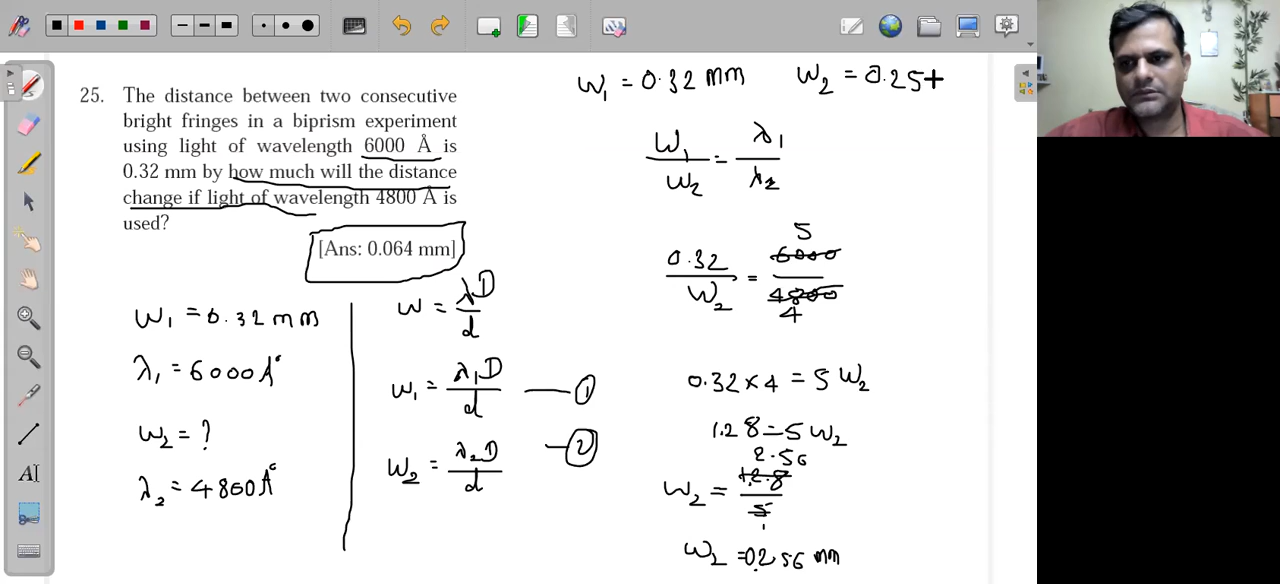 25. The distance between two consecutive
bright fringes in a biprism experiment
using light of wavelength 6000 Å is
0.32 mm by how much will the distance
change if light of wavelength 4800 Å is
used?
[Ans: 0.064 mm]
W₁ = 0.32 mm
λ₁ = 6000 A°
W₂ = ?
λ₂ = 4800 A°
W = λD/d
W₁ = λ₁D/d —— ①
W₂ = λ₂D/d — ②
W₁ = 0.32 mm W₂ = 0.25+
W₁/W₂ = λ₁/λ₂
5
0.32/W₂ = 6000/4800
4
0.32 × 4 = 5 W₂
1.28 = 5 W₂
2.56
W₂ = 12.8/5
1
W₂ = 0.256 mm